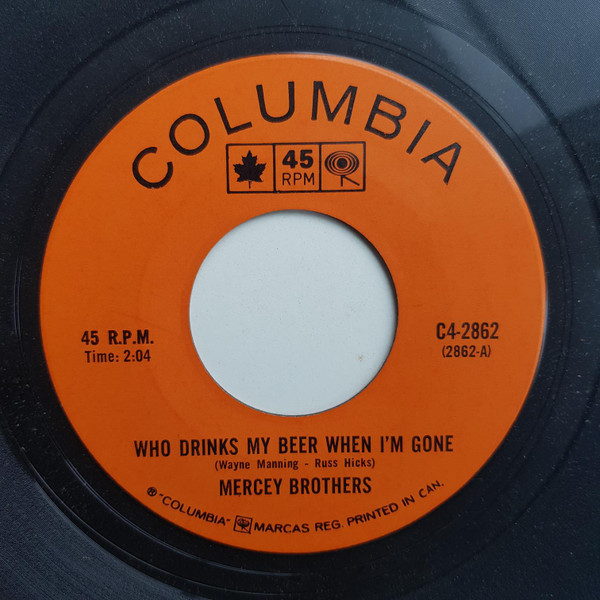 COLUMBIA
45
RPM
45 R.P.M.
Time: 2:04
C4-2862
(2862-A)
WHO DRINKS MY BEER WHEN I'M GONE
(Wayne Manning - Russ Hicks)
MERCEY BROTHERS
® "COLUMBIA" MARCAS REG. PRINTED IN CAN.